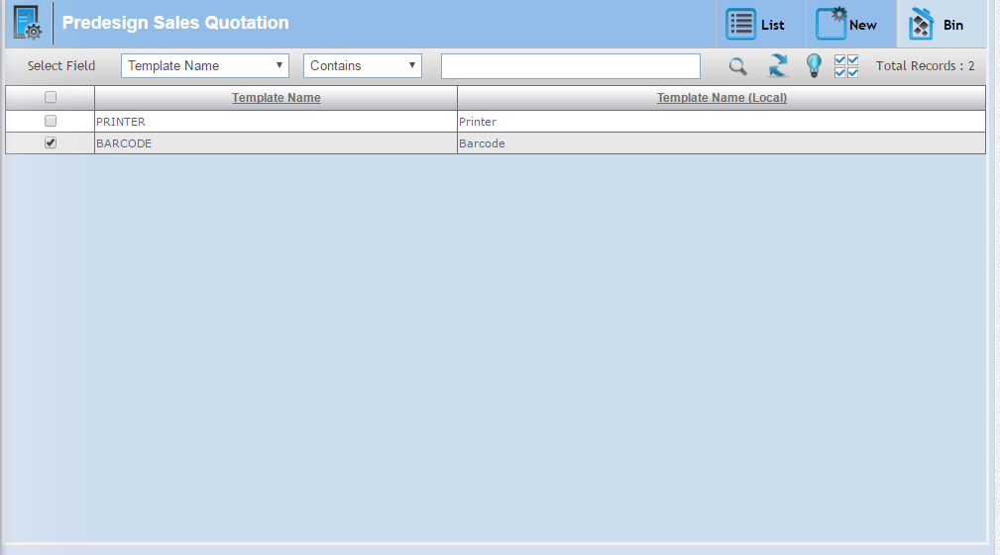 Predesign Sales Quotation List New Bin
Select Field Template Name Contains Total Records : 2
Template Name Template Name (Local)
PRINTER Printer
BARCODE Barcode